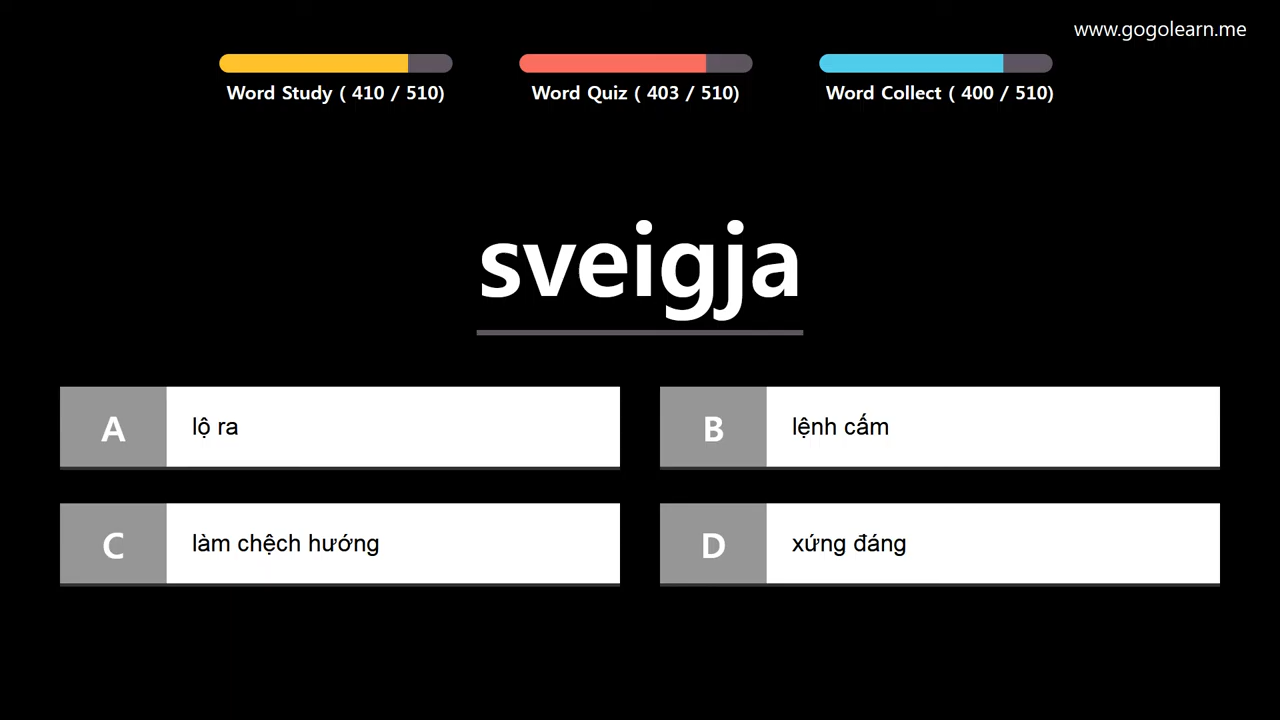 www.gogolearn.me
Word Study ( 410 / 510)
Word Quiz ( 403 / 510)
Word Collect ( 400 / 510)
sveigja
A lộ ra
B lệnh cấm
C làm chệch hướng
D xứng đáng